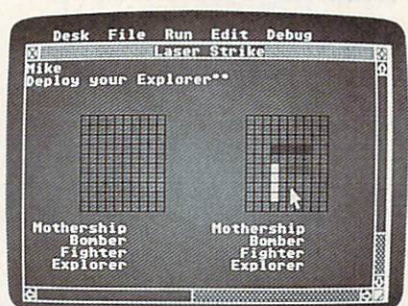 Desk File Run Edit Debug
Laser Strike
Mike
Deploy your Explorer**
Mothership
Bomber
Fighter
Explorer
Mothership
Bomber
Fighter
Explorer